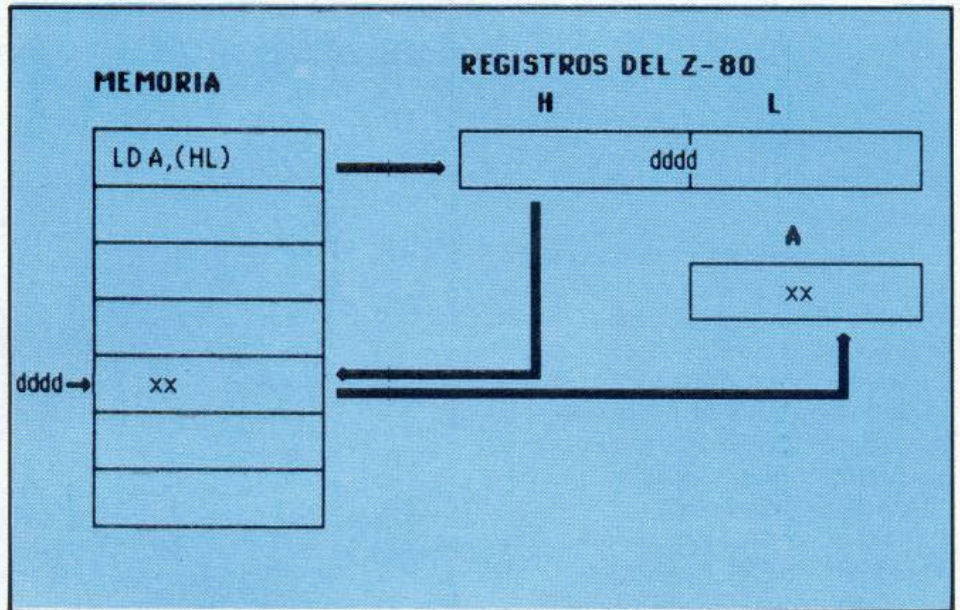 MEMORIA
REGISTROS DEL Z-80
H L
LD A,(HL)
dddd
A
xx
dddd
xx